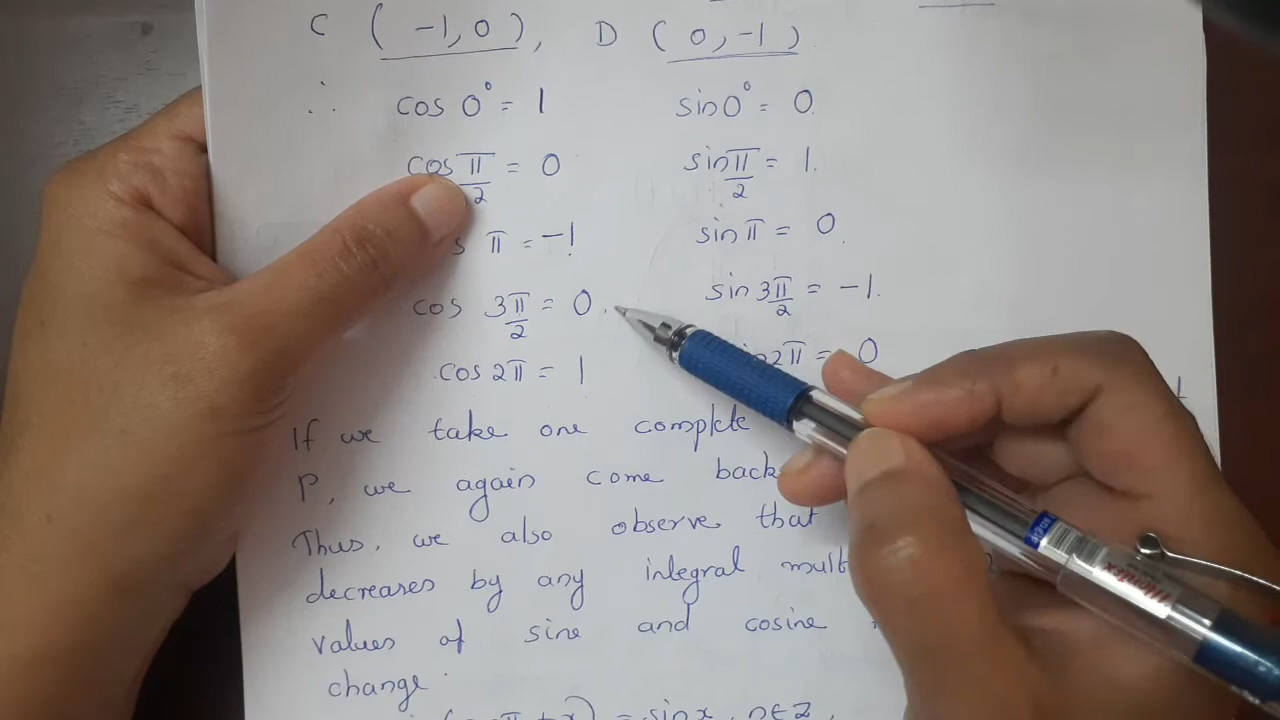 C (-1,0), D (0,-1)
∴ cos 0° = 1 sin 0° = 0.
cos π/2 = 0 sin π/2 = 1.
π = -1 sin π = 0.
cos 3π/2 = 0. sin 3π/2 = -1.
cos 2π = 1 2π = 0
If we take one complete
P, we again come back
Thus, we also observe that
decreases by any integral
values of sine and cosine
change.
= sin x, n∈Z,